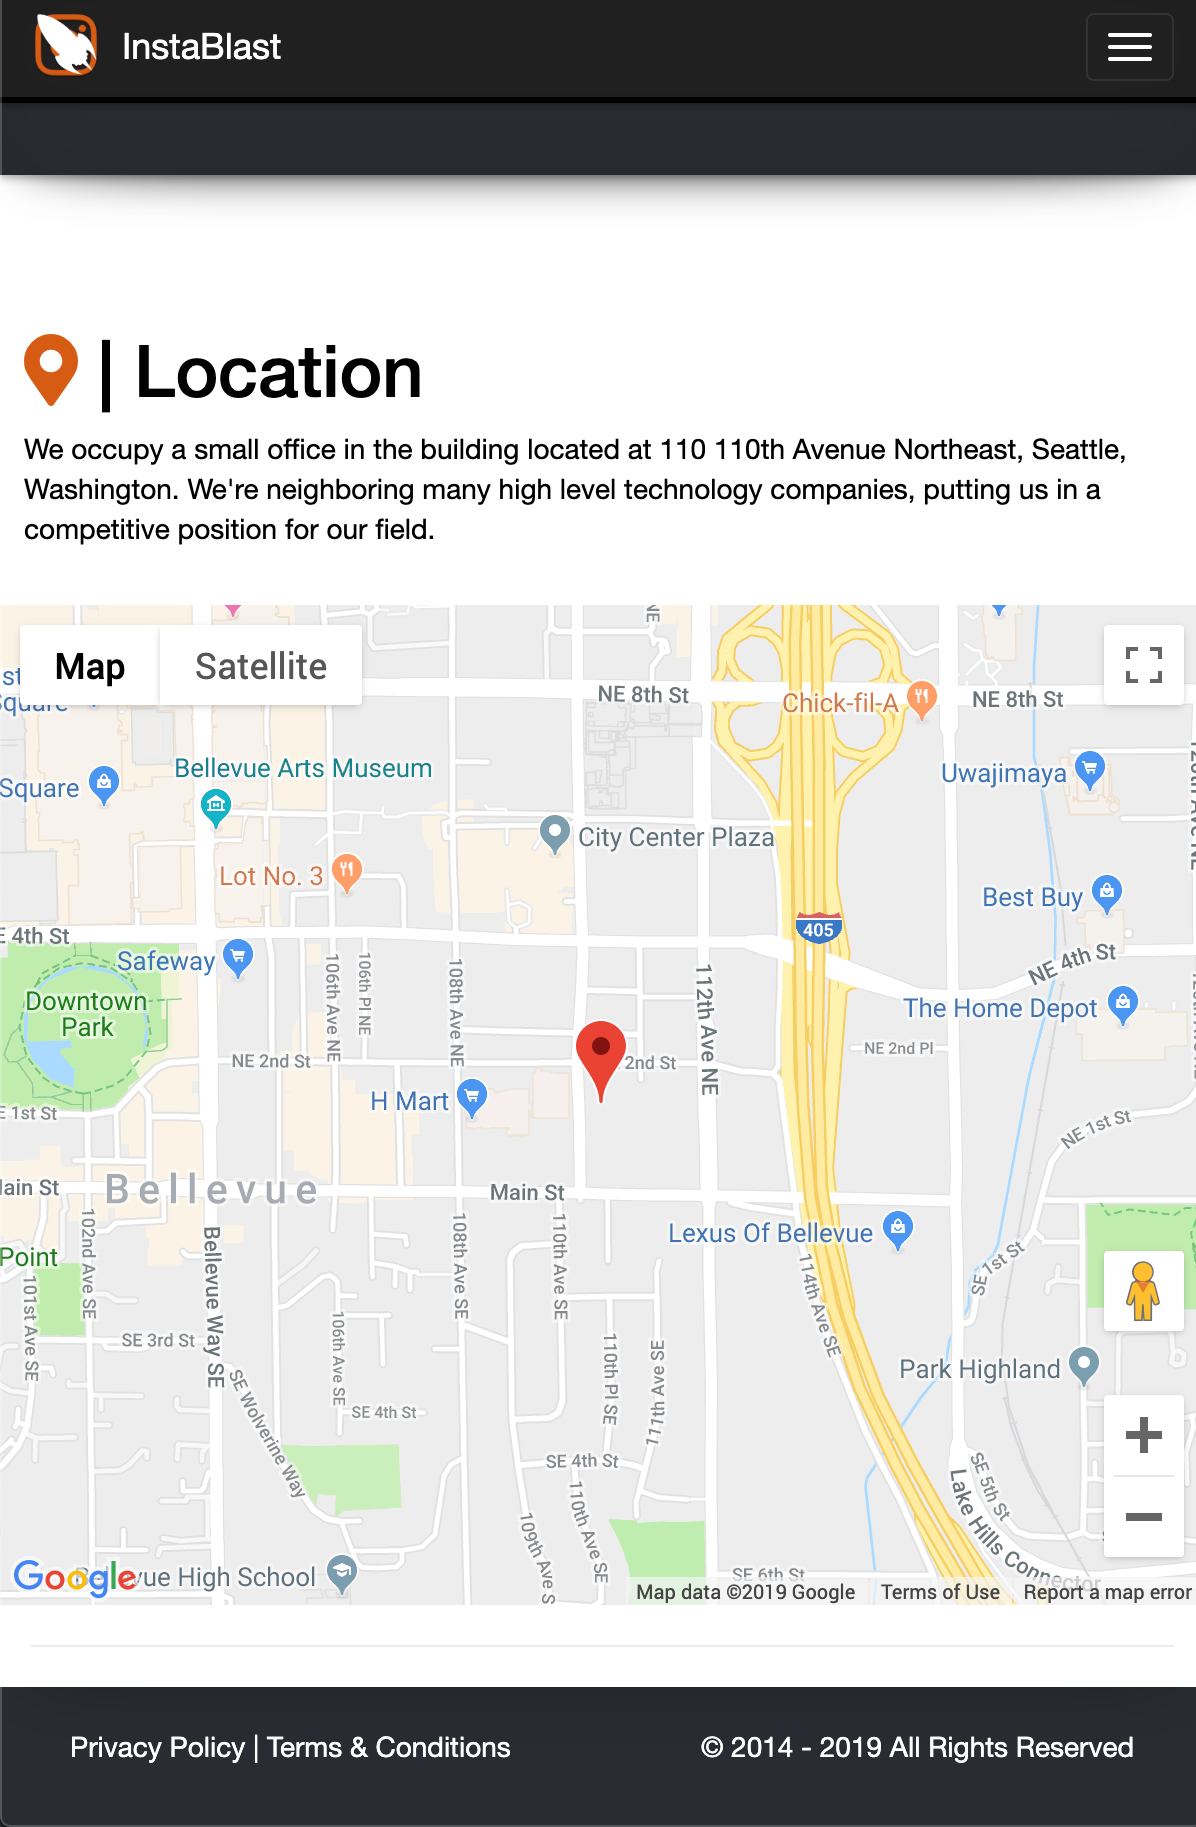 InstaBlast
| Location
We occupy a small office in the building located at 110 110th Avenue Northeast, Seattle,
Washington. We're neighboring many high level technology companies, putting us in a
competitive position for our field.
Map
Satellite
NE
NE 8th St
Chick-fil-A
NE 8th St
Square
Bellevue Arts Museum
Uwajimaya
City Center Plaza
Lot No. 3
Best Buy
E 4th St
405
Safeway
NE 4th St
Downtown
Park
106th Ave NE
106th Pl NE
108th Ave NE
112th Ave NE
The Home Depot
NE 2nd St
2nd St
NE 2nd Pl
H Mart
E 1st St
NE 1st St
Bellevue
Main St
Lexus Of Bellevue
Point
102nd Ave SE
101st Ave SE
Bellevue Way SE
108th Ave SE
110th Ave SE
114th Ave SE
SE 1st St
SE 3rd St
106th Ave SE
110th Pl SE
111th Ave SE
Park Highland
SE Wolverine Way
SE 4th St
SE 4th St
109th Ave S
110th Ave SE
SE 5th St
Lake Hills Connector
Google
vue High School
SE 6th St
Map data ©2019 Google
Terms of Use
Report a map error
Privacy Policy | Terms & Conditions
© 2014 - 2019 All Rights Reserved